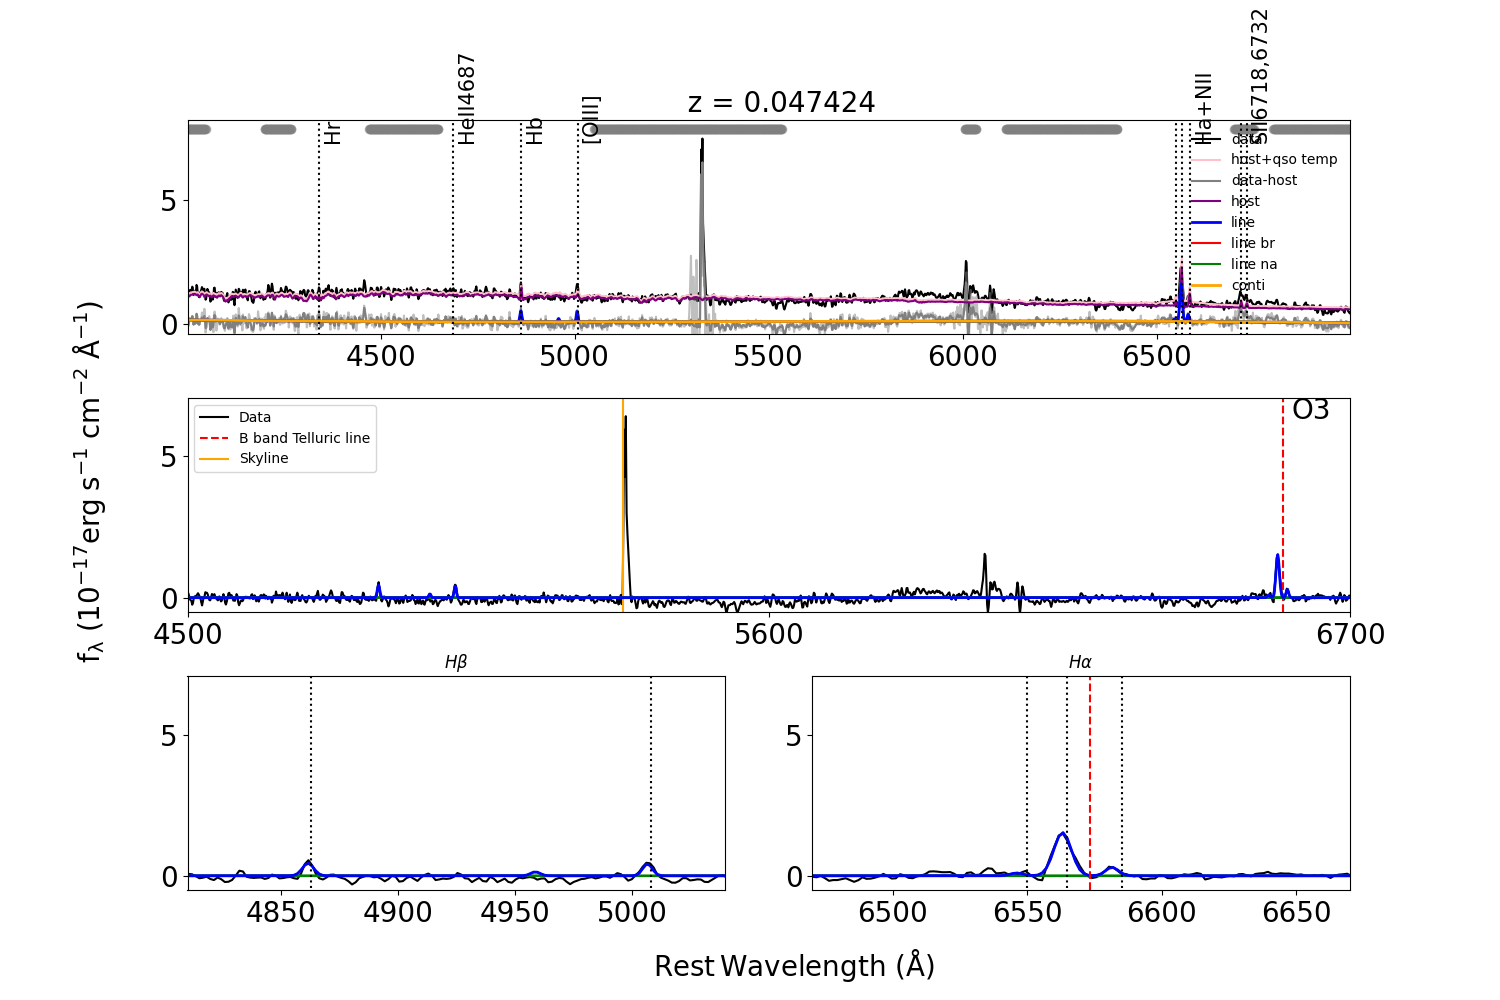 z = 0.047424
Hr
HeII4687
Hb
[OIII]
Ha+NII
SII6718,6732
data
host+qso temp
data-host
host
line
line br
line na
conti
5
0
4500 5000 5500 6000 6500
fλ (10⁻¹⁷erg s⁻¹ cm⁻² Å⁻¹)
Data
B band Telluric line
Skyline
O3
5
0
4500 5600 6700
Hβ
5
0
4850 4900 4950 5000
Hα
5
0
6500 6550 6600 6650
Rest Wavelength (Å)